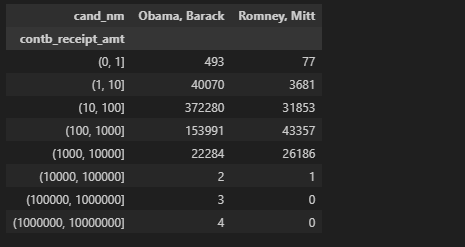 cand_nm Obama, Barack Romney, Mitt
contb_receipt_amt
(0, 1] 493 77
(1, 10] 40070 3681
(10, 100] 372280 31853
(100, 1000] 153991 43357
(1000, 10000] 22284 26186
(10000, 100000] 2 1
(100000, 1000000] 3 0
(1000000, 10000000] 4 0